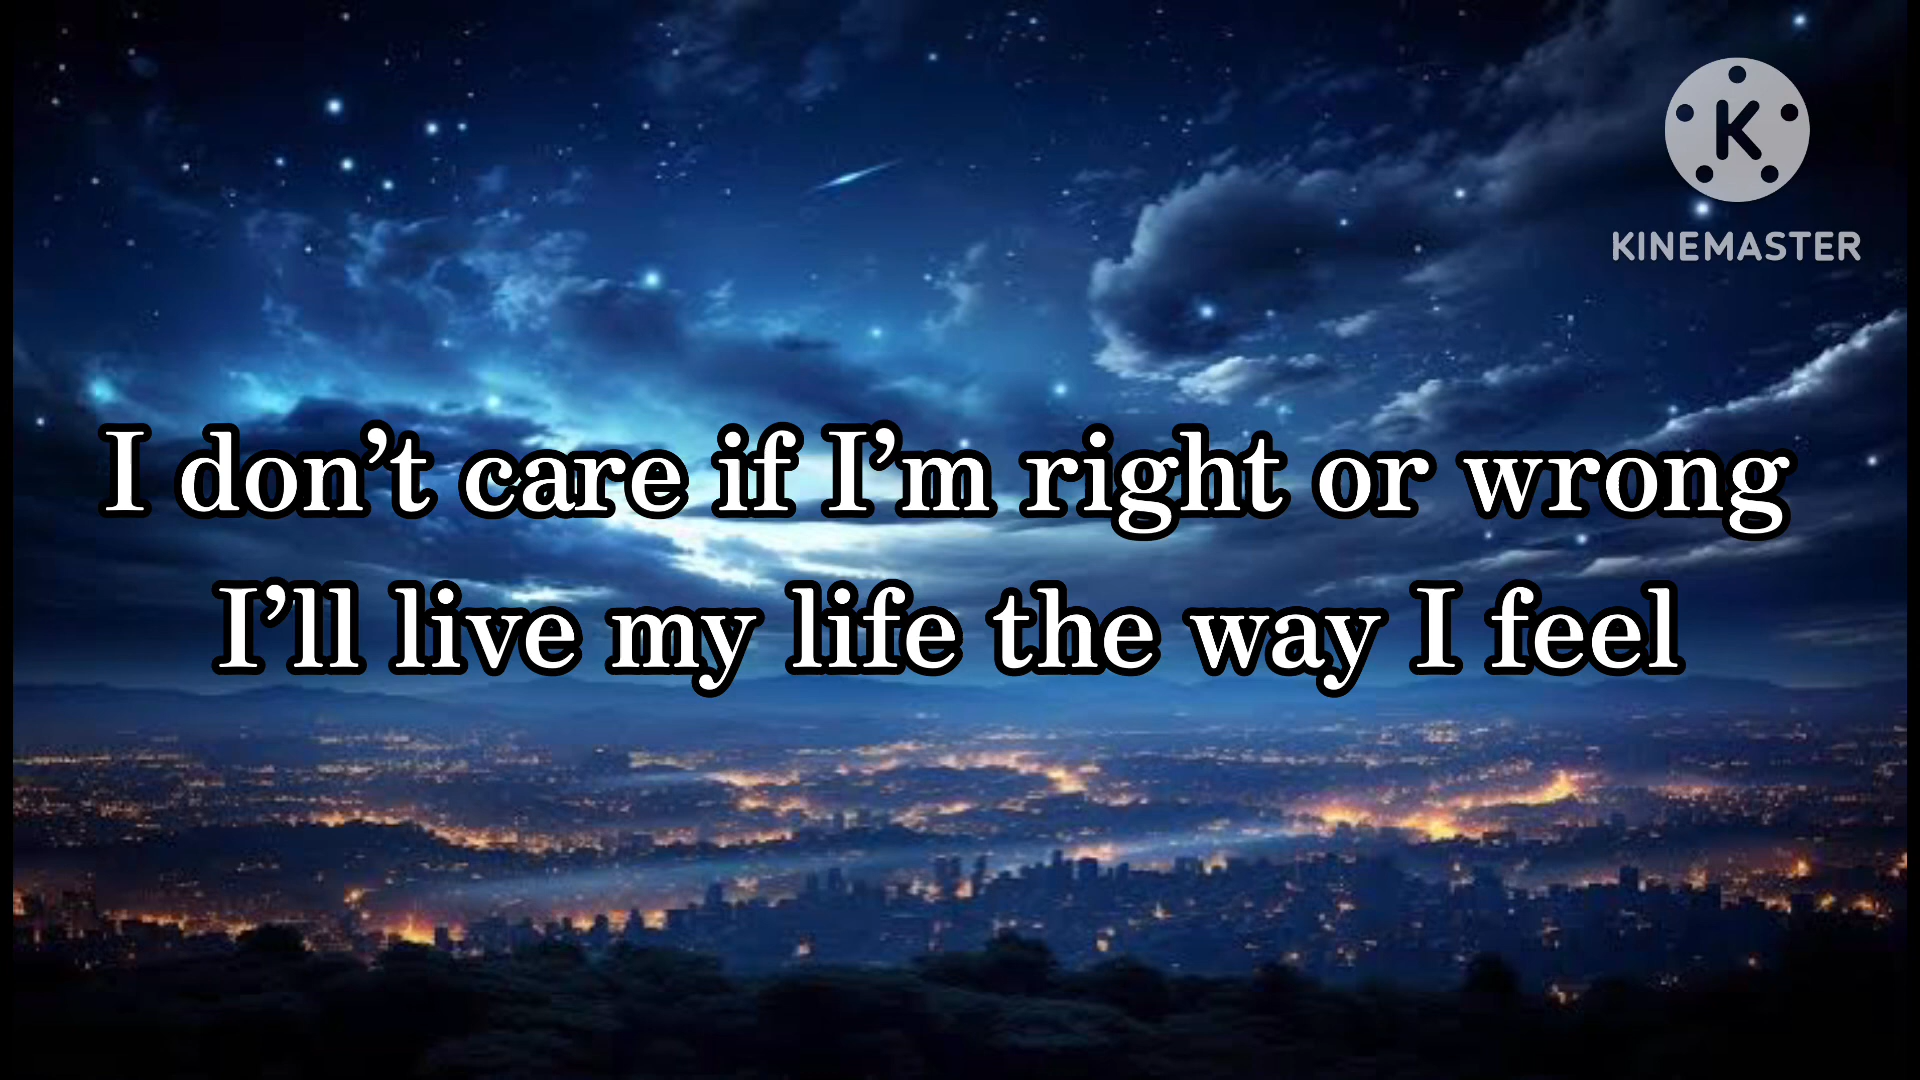 K
KINEMASTER
I don’t care if I’m right or wrong
I’ll live my life the way I feel